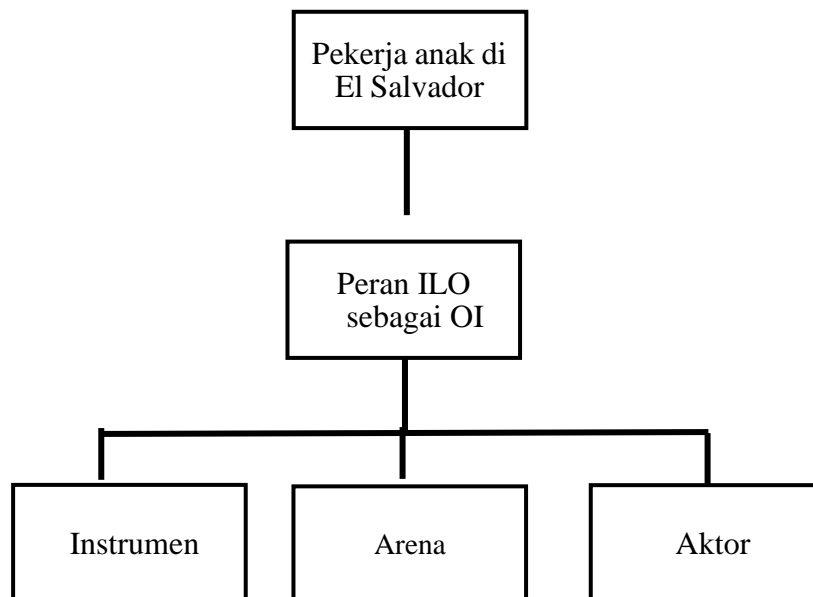 Pekerja anak di
El Salvador
Peran ILO
sebagai OI
Instrumen
Arena
Aktor